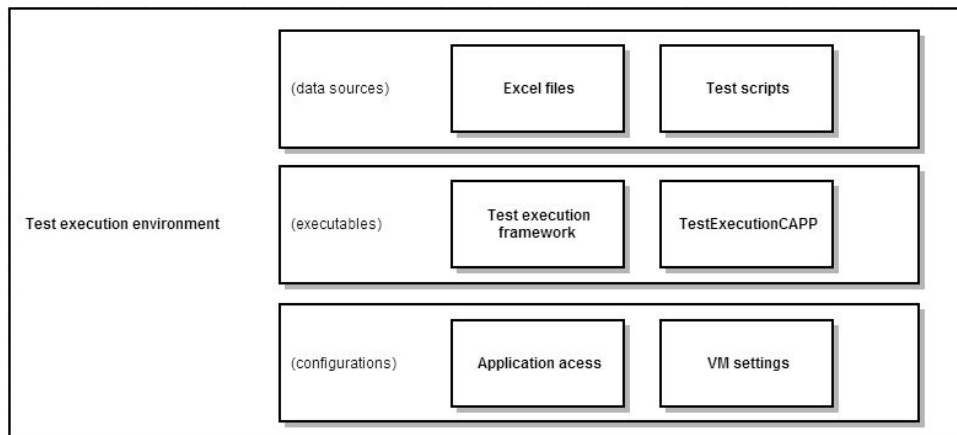 (data sources)
Excel files
Test scripts
Test execution environment
(executables)
Test execution
framework
TestExecutionCAPP
(configurations)
Application acess
VM settings